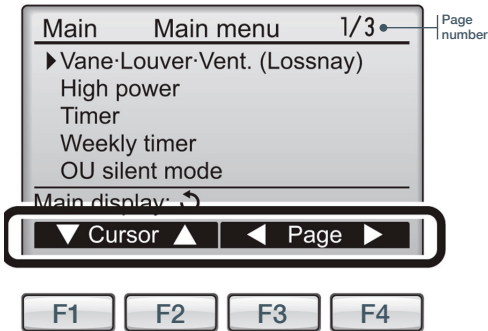 Main Main menu 1/3
Page
number
Vane·Louver·Vent. (Lossnay)
High power
Timer
Weekly timer
OU silent mode
Main display:
Cursor Page
F1 F2 F3 F4